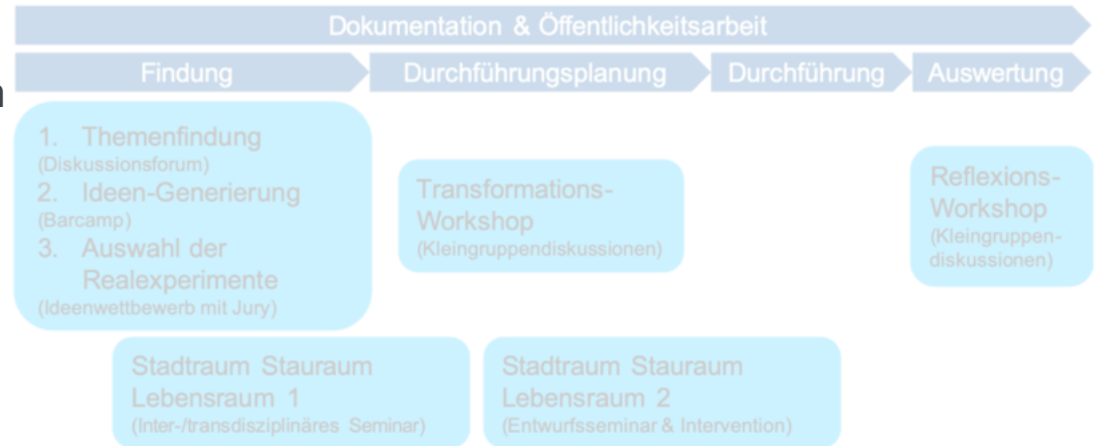 Dokumentation & Öffentlichkeitsarbeit
Findung
Durchführungsplanung
Durchführung
Auswertung
n
1. Themenfindung
(Diskussionsforum)
2. Ideen-Generierung
(Barcamp)
3. Auswahl der
Realexperimente
(Ideenwettbewerb mit Jury)
Transformations-
Workshop
(Kleingruppendiskussionen)
Reflexions-
Workshop
(Kleingruppen-
diskussionen)
Stadtraum Stauraum
Lebensraum 1
(Inter-/transdisziplinäres Seminar)
Stadtraum Stauraum
Lebensraum 2
(Entwurfsseminar & Intervention)